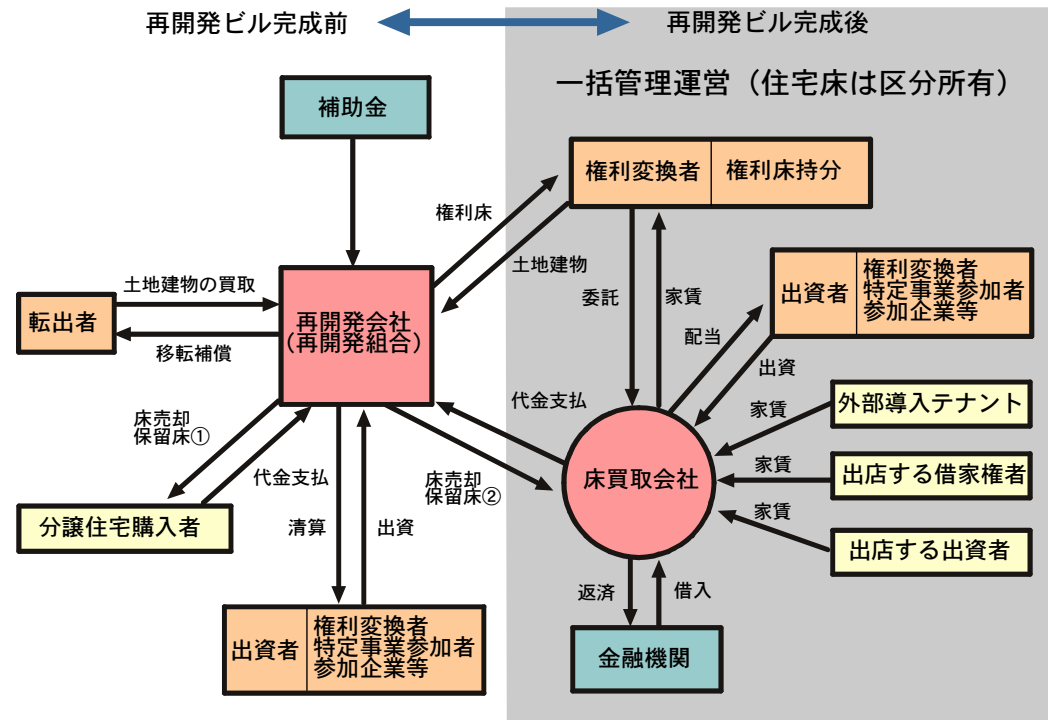 再開発ビル完成前
再開発ビル完成後
一括管理運営（住宅床は区分所有）
補助金
権利変換者
権利床持分
権利床
土地建物
委託
家賃
土地建物の買取
転出者
移転補償
再開発会社
（再開発組合）
出資者
権利変換者
特定事業参加者
参加企業等
配当
出資
代金支払
家賃
外部導入テナント
床売却
保留床①
代金支払
床売却
保留床②
床買取会社
家賃
出店する借家権者
分譲住宅購入者
清算
出資
家賃
出店する出資者
返済
借入
出資者
権利変換者
特定事業参加者
参加企業等
金融機関